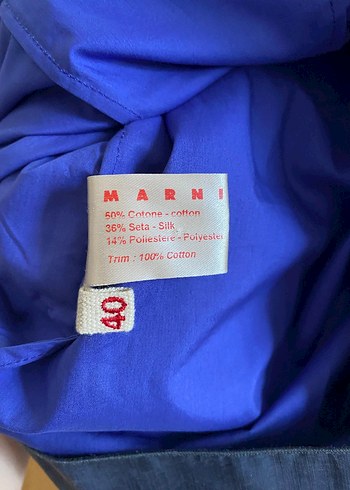 MARNI
50% Cotone - cotton
36% Seta - Silk
14% Poliestere - Polyester
Trim : 100% Cotton
40